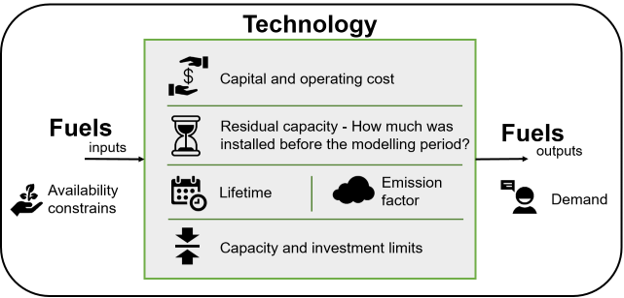 Technology
$
Capital and operating cost
Residual capacity - How much was
installed before the modelling period?
Lifetime
Emission
factor
Capacity and investment limits
Fuels
inputs
Availability
constrains
Fuels
outputs
Demand